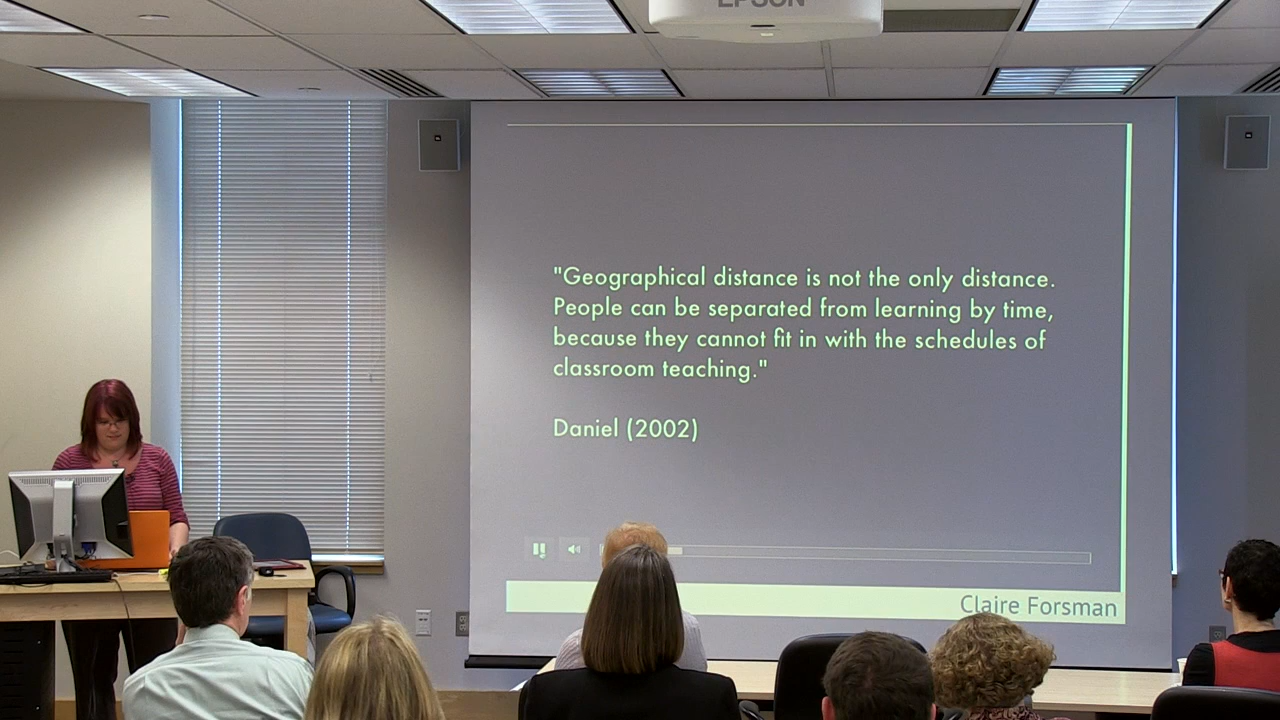 EPSON
"Geographical distance is not the only distance.
People can be separated from learning by time,
because they cannot fit in with the schedules of
classroom teaching."
Daniel (2002)
Claire Forsman